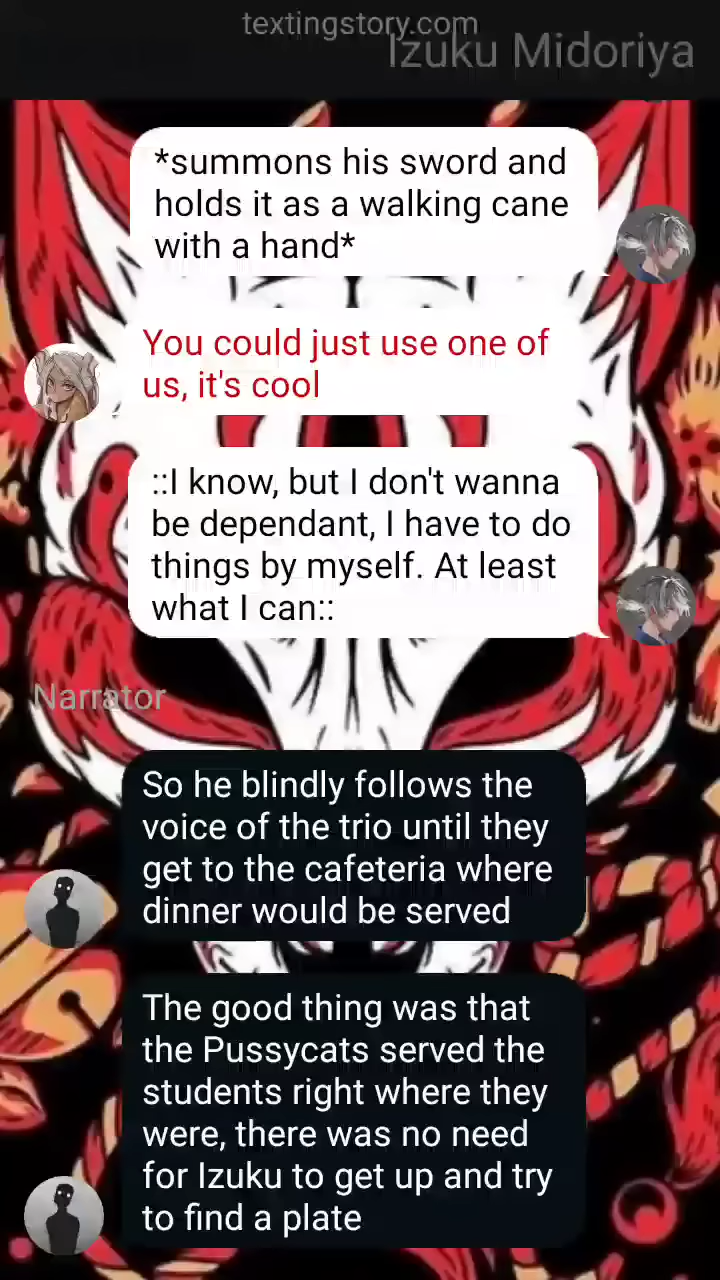 textingstory.com
Izuku Midoriya
*summons his sword and
holds it as a walking cane
with a hand*
You could just use one of
us, it's cool
::I know, but I don't wanna
be dependant, I have to do
things by myself. At least
what I can::
Narrator
So he blindly follows the
voice of the trio until they
get to the cafeteria where
dinner would be served
The good thing was that
the Pussycats served the
students right where they
were, there was no need
for Izuku to get up and try
to find a plate